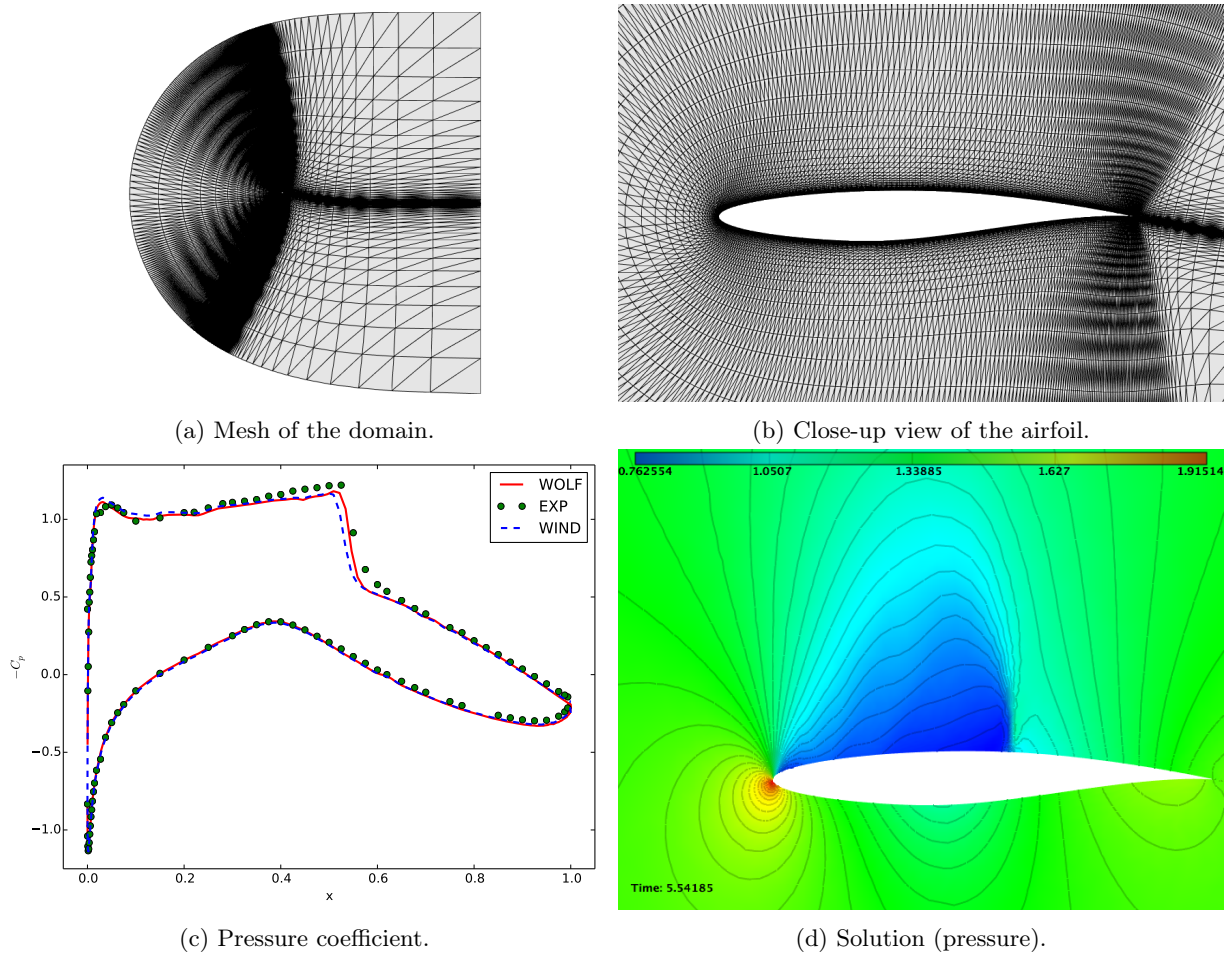 (a) Mesh of the domain.
(b) Close-up view of the airfoil.
WOLF
EXP
WIND
1.0
0.5
0.0
−0.5
−1.0
−C_p
0.0 0.2 0.4 0.6 0.8 1.0
x
(c) Pressure coefficient.
0.762554 1.0507 1.33885 1.627 1.91514
Time: 5.54185
(d) Solution (pressure).